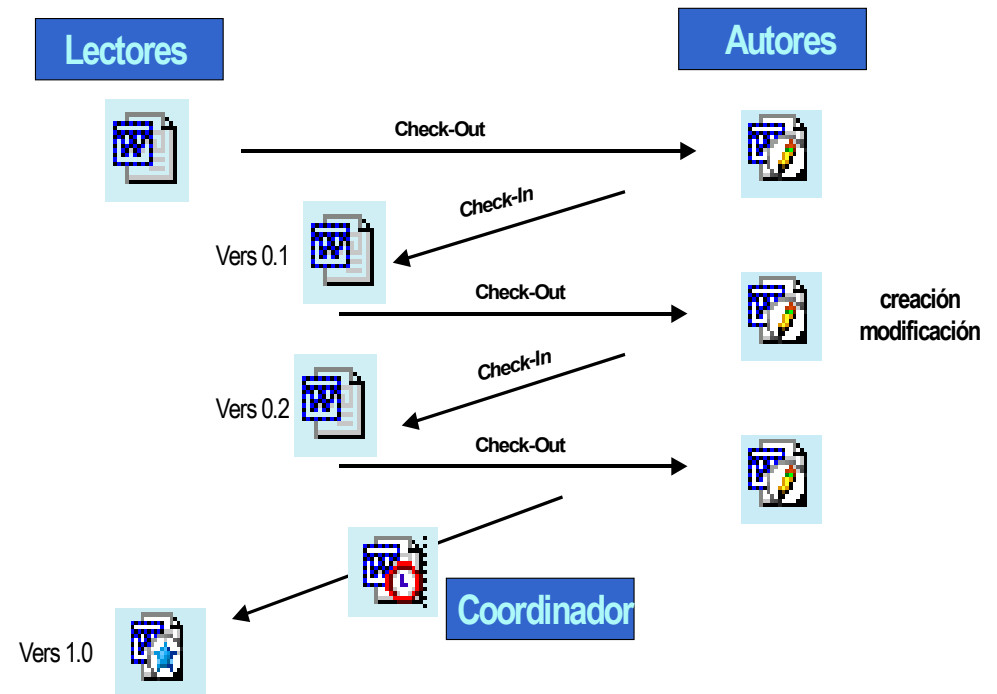 Lectores
Autores
Check-Out
Check-In
Vers 0.1
Check-Out
creación
modificación
Check-In
Vers 0.2
Check-Out
Coordinador
Vers 1.0